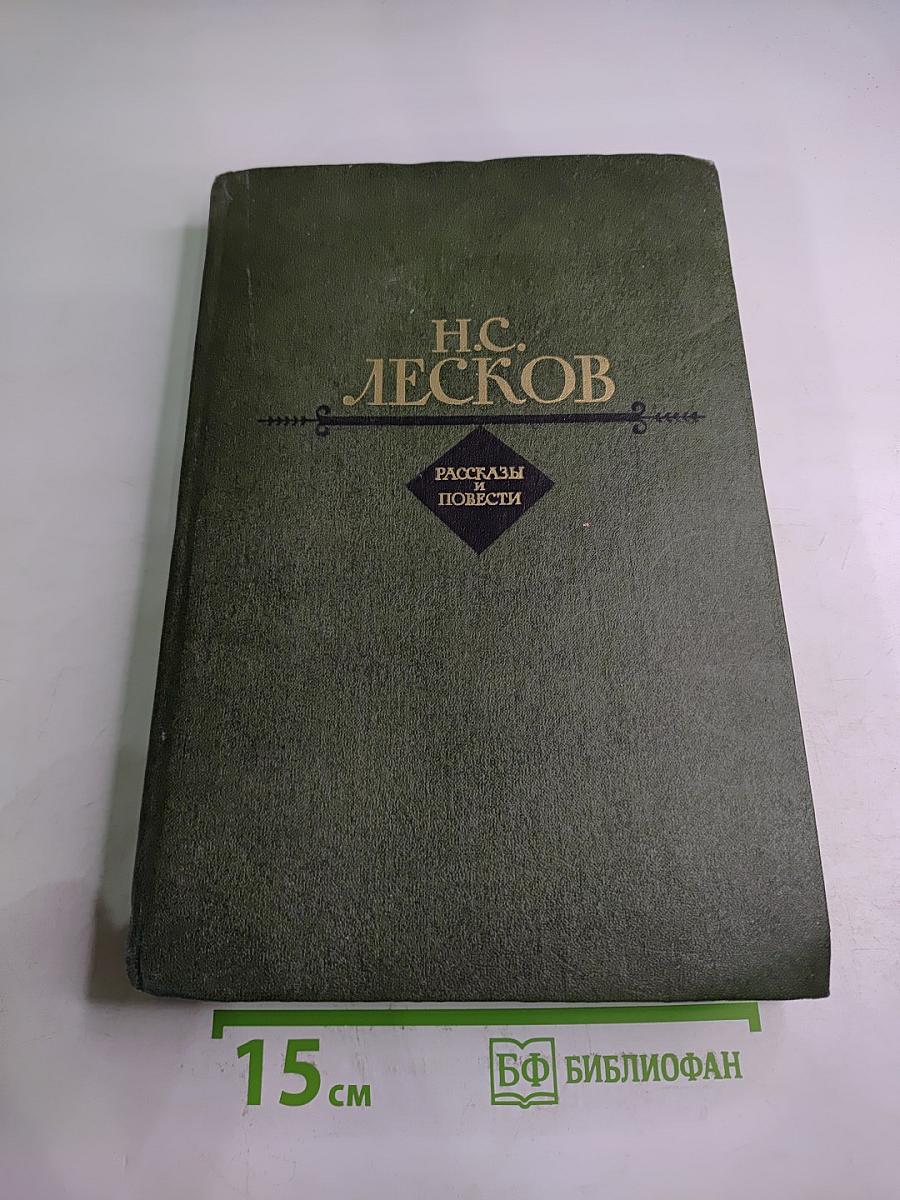 Н.С.
ЛЕСКОВ
РАССКАЗЫ
И
ПОВЕСТИ
15 см
БФ БИБЛИОФАН